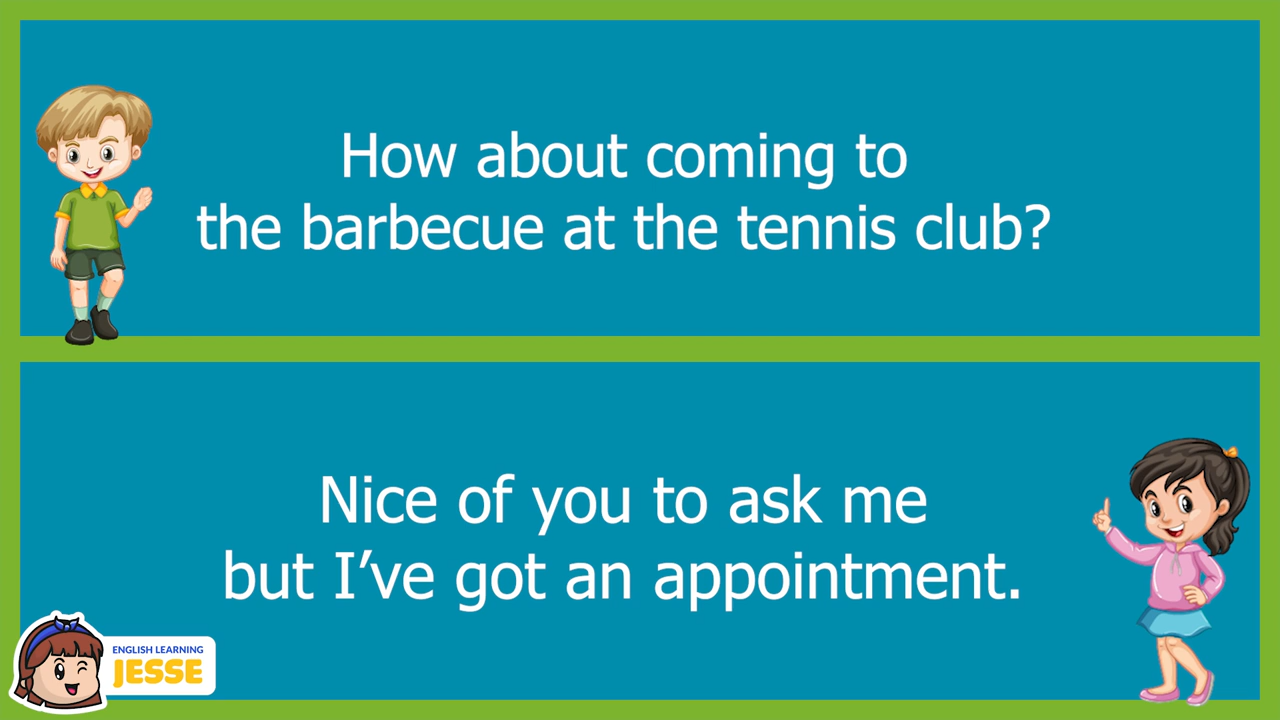 How about coming to
the barbecue at the tennis club?
Nice of you to ask me
but I’ve got an appointment.
ENGLISH LEARNING
JESSE